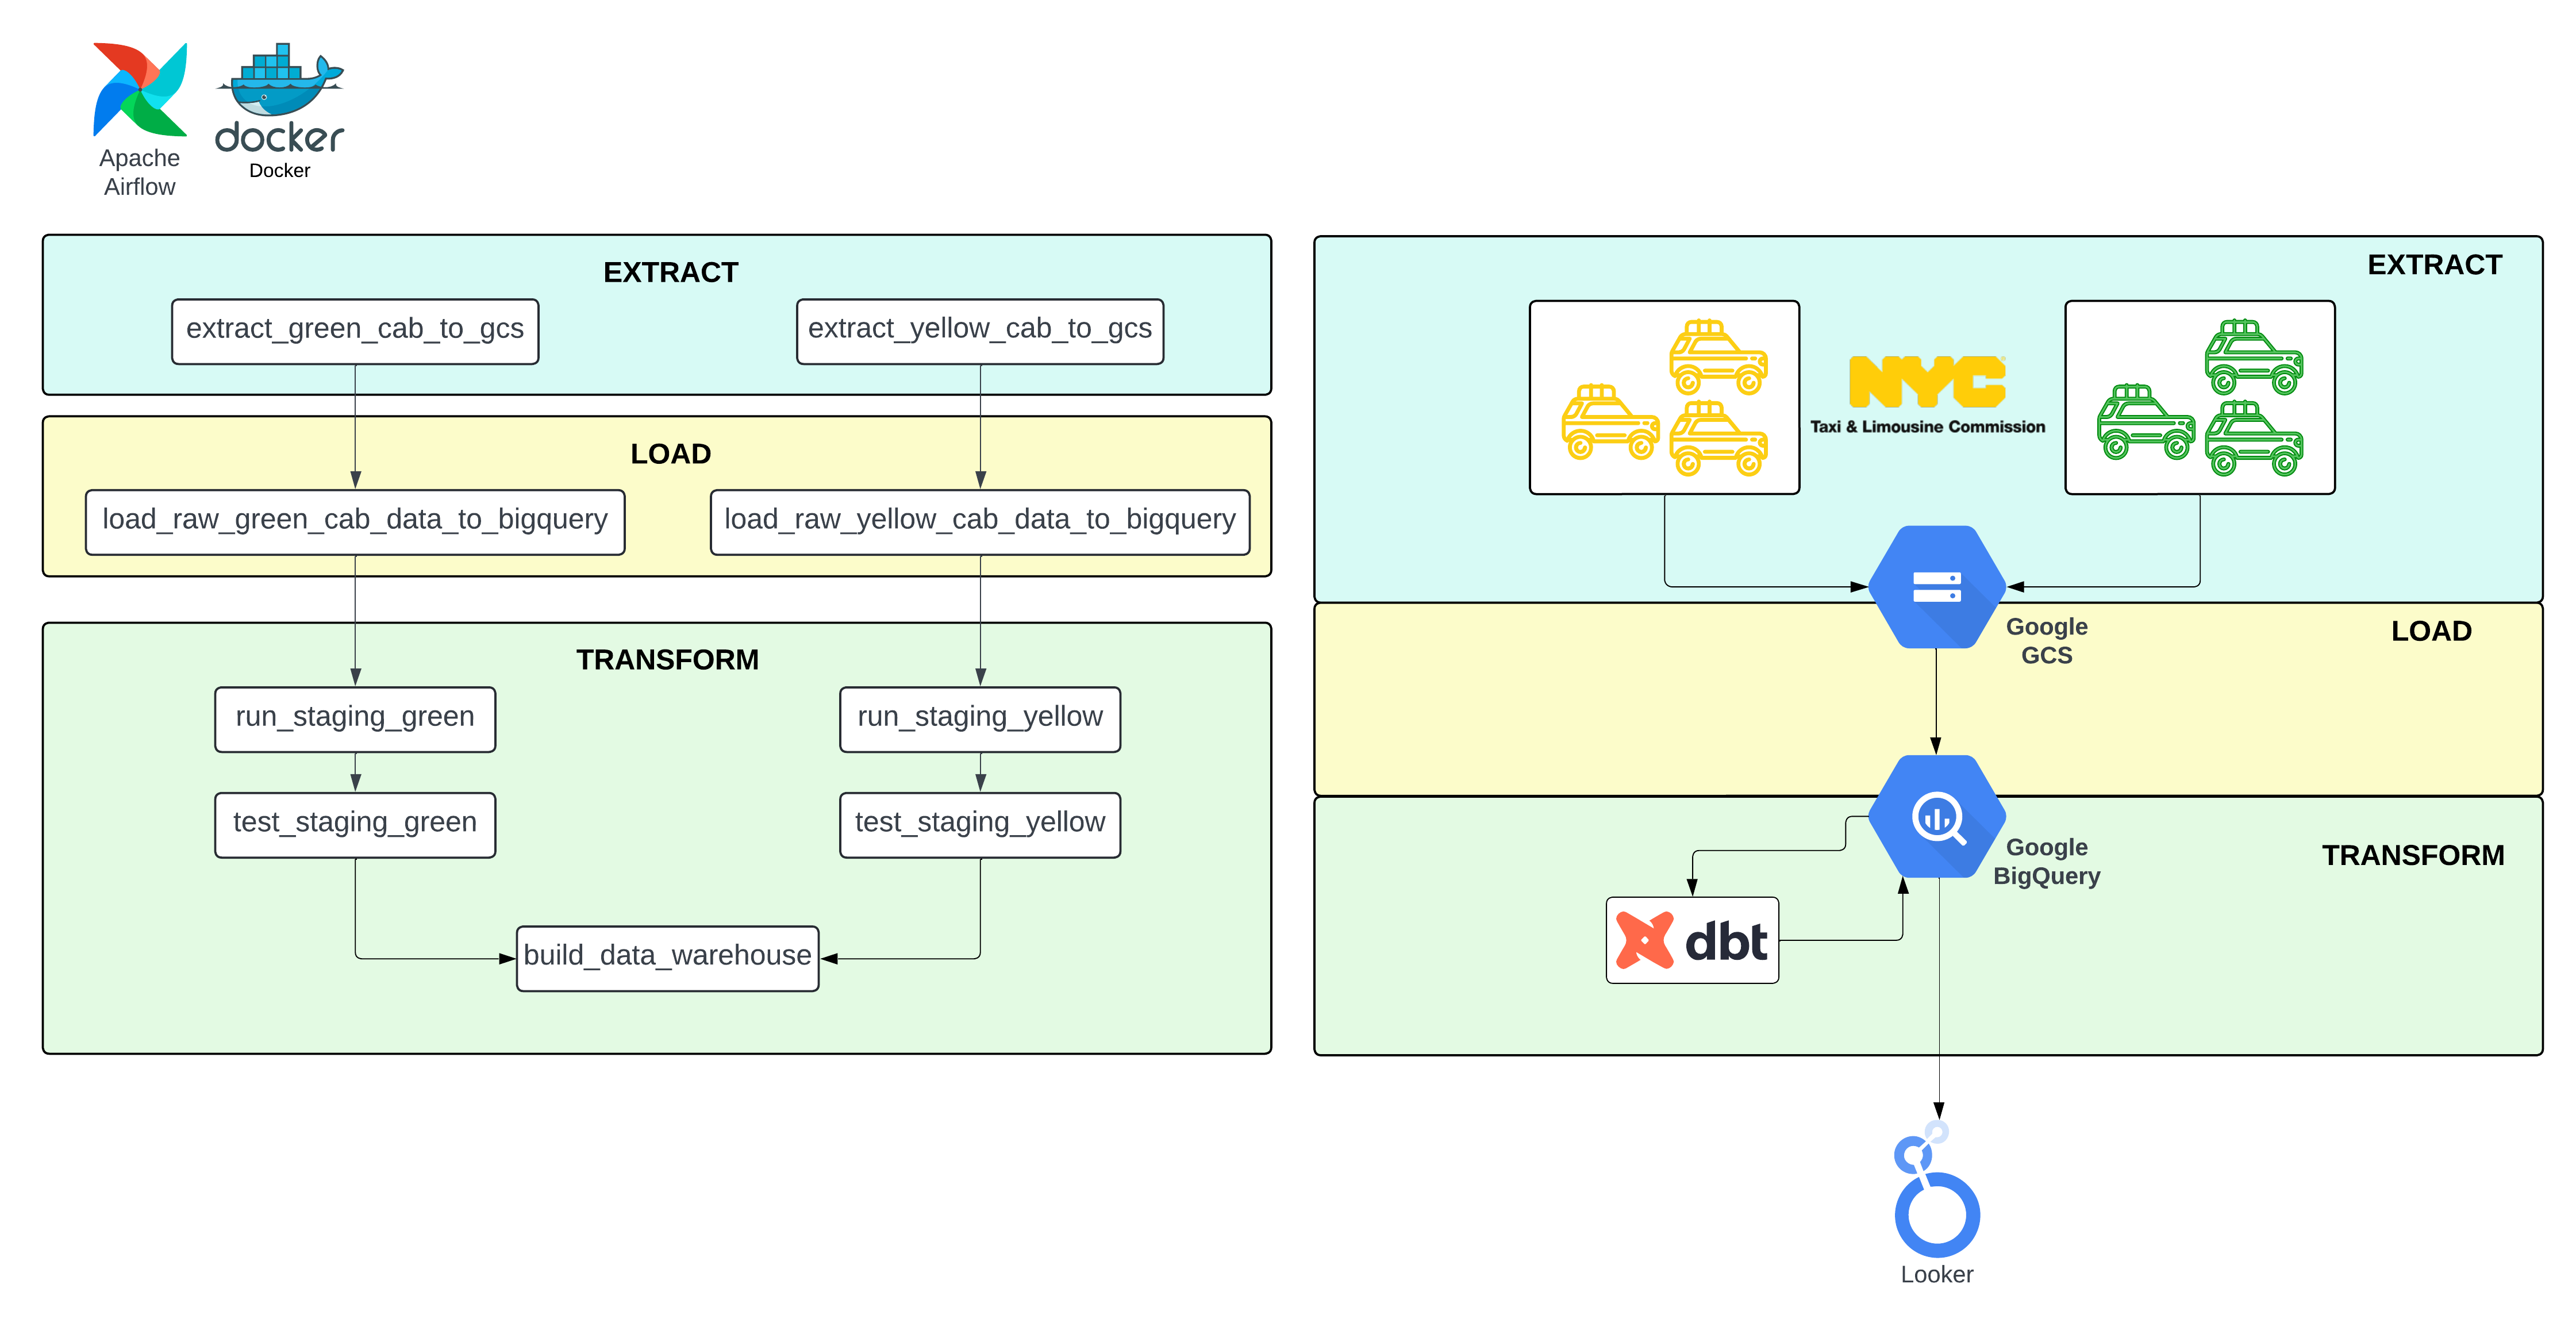 Apache
Airflow
docker
Docker
EXTRACT
extract_green_cab_to_gcs
extract_yellow_cab_to_gcs
LOAD
load_raw_green_cab_data_to_bigquery
load_raw_yellow_cab_data_to_bigquery
TRANSFORM
run_staging_green
run_staging_yellow
test_staging_green
test_staging_yellow
build_data_warehouse
EXTRACT
NYC
Taxi & Limousine Commission
Google
GCS
LOAD
Google
BigQuery
TRANSFORM
dbt
Looker